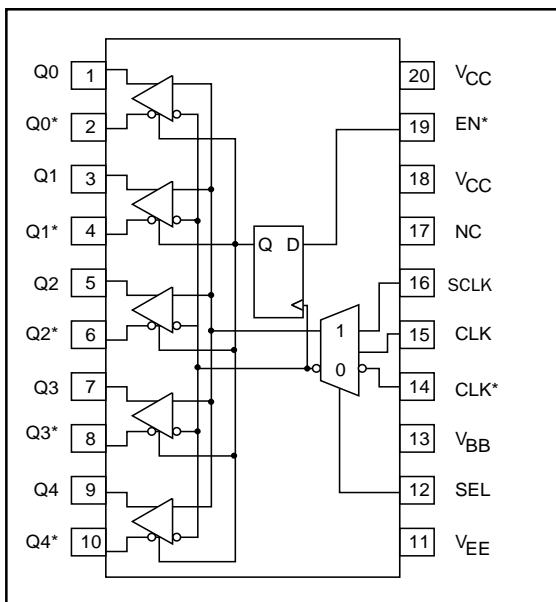 Q0 1 20 VCC
Q0* 2 19 EN*
Q1 3 18 VCC
Q1* 4 Q D 17 NC
Q2 5 16 SCLK
Q2* 6 1 15 CLK
Q3 7 0 14 CLK*
Q3* 8 13 VBB
Q4 9 12 SEL
Q4* 10 11 VEE